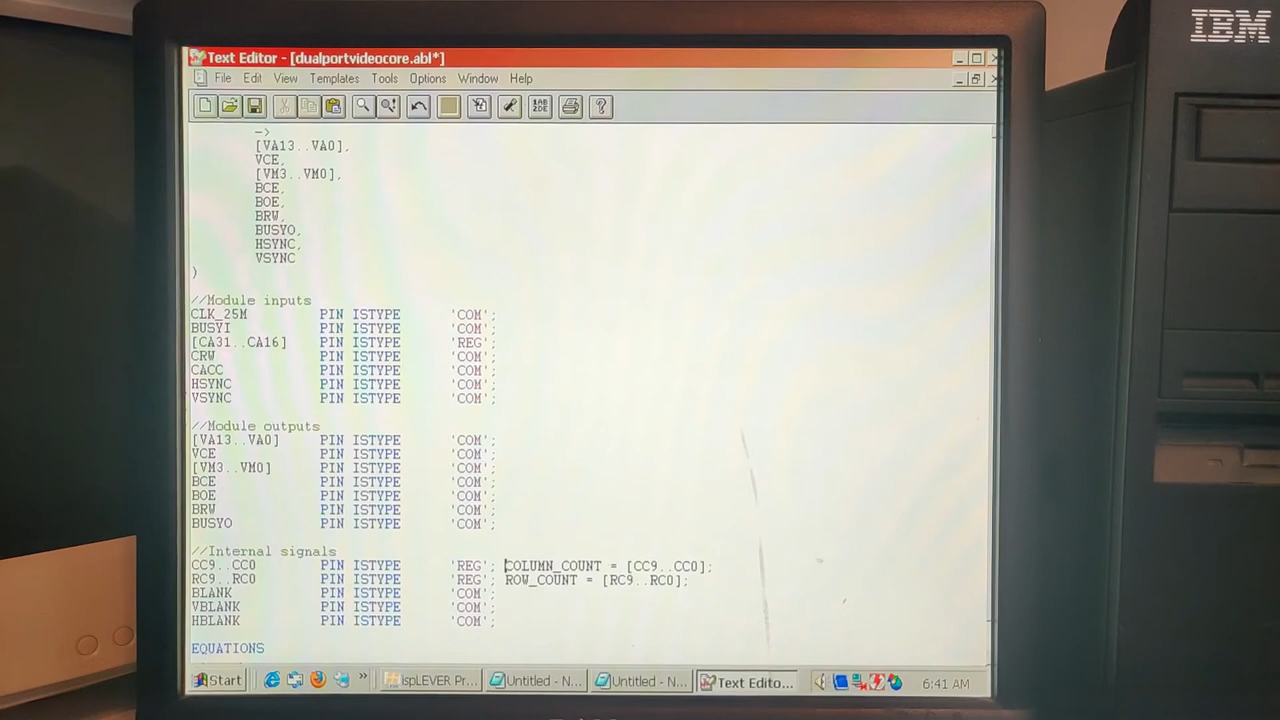 IBM
Text Editor - [dualportvideocore.abl*]
File Edit View Templates Tools Options Window Help
->
[VA13..VA0],
VCE,
[VM3..VM0],
BCE,
BOE,
BRW,
BUSYO,
HSYNC,
VSYNC
)
//Module inputs
CLK_25M PIN ISTYPE 'COM';
BUSYI PIN ISTYPE 'COM';
[CA31..CA16] PIN ISTYPE 'REG';
CRW PIN ISTYPE 'COM';
CACC PIN ISTYPE 'COM';
HSYNC PIN ISTYPE 'COM';
VSYNC PIN ISTYPE 'COM';
//Module outputs
[VA13..VA0] PIN ISTYPE 'COM';
VCE PIN ISTYPE 'COM';
[VM3..VM0] PIN ISTYPE 'COM';
BCE PIN ISTYPE 'COM';
BOE PIN ISTYPE 'COM';
BRW PIN ISTYPE 'COM';
BUSYO PIN ISTYPE 'COM';
//Internal signals
CC9..CC0 PIN ISTYPE 'REG'; COLUMN_COUNT = [CC9..CC0];
RC9..RC0 PIN ISTYPE 'REG'; ROW_COUNT = [RC9..RC0];
BLANK PIN ISTYPE 'COM';
VBLANK PIN ISTYPE 'COM';
HBLANK PIN ISTYPE 'COM';
EQUATIONS
Start » ispLEVER Pr... Untitled - N... Untitled - N... Text Edito... 6:41 AM